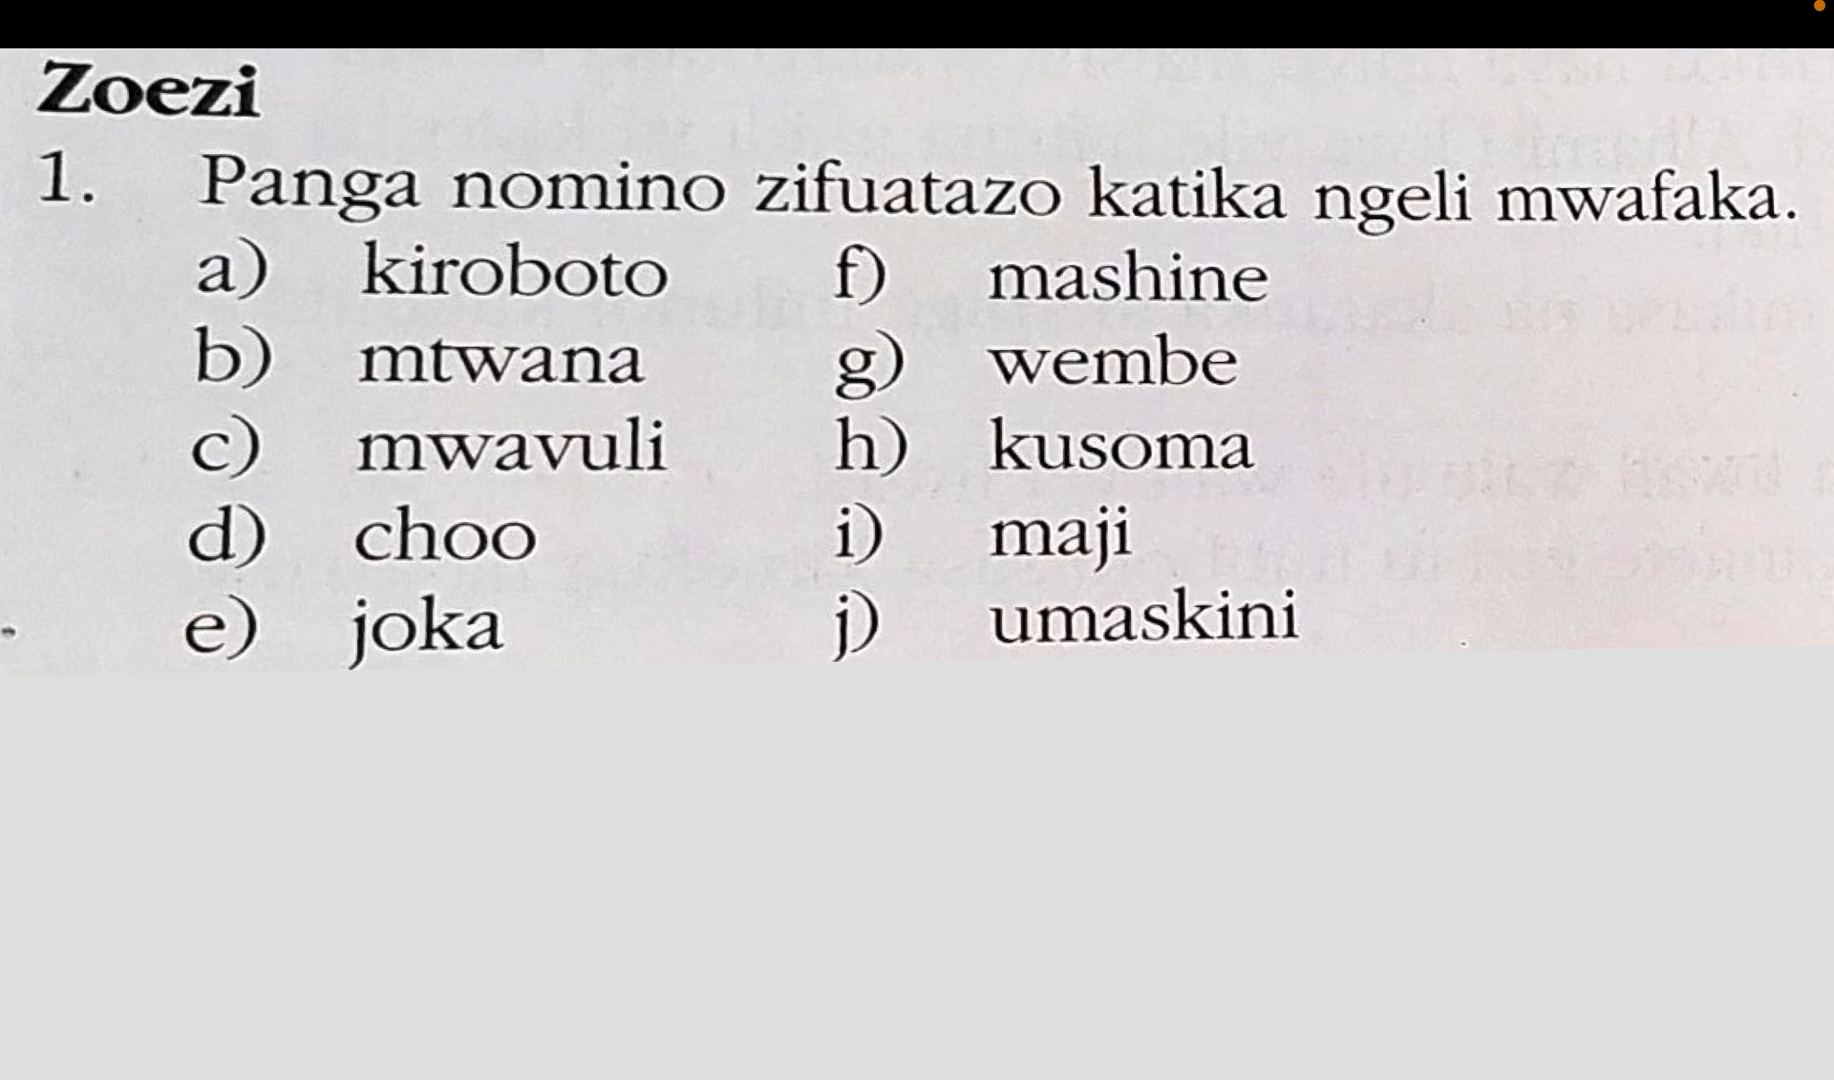 Zoezi
1. Panga nomino zifuatazo katika ngeli mwafaka.
a) kiroboto f) mashine
b) mtwana g) wembe
c) mwavuli h) kusoma
d) choo i) maji
e) joka j) umaskini